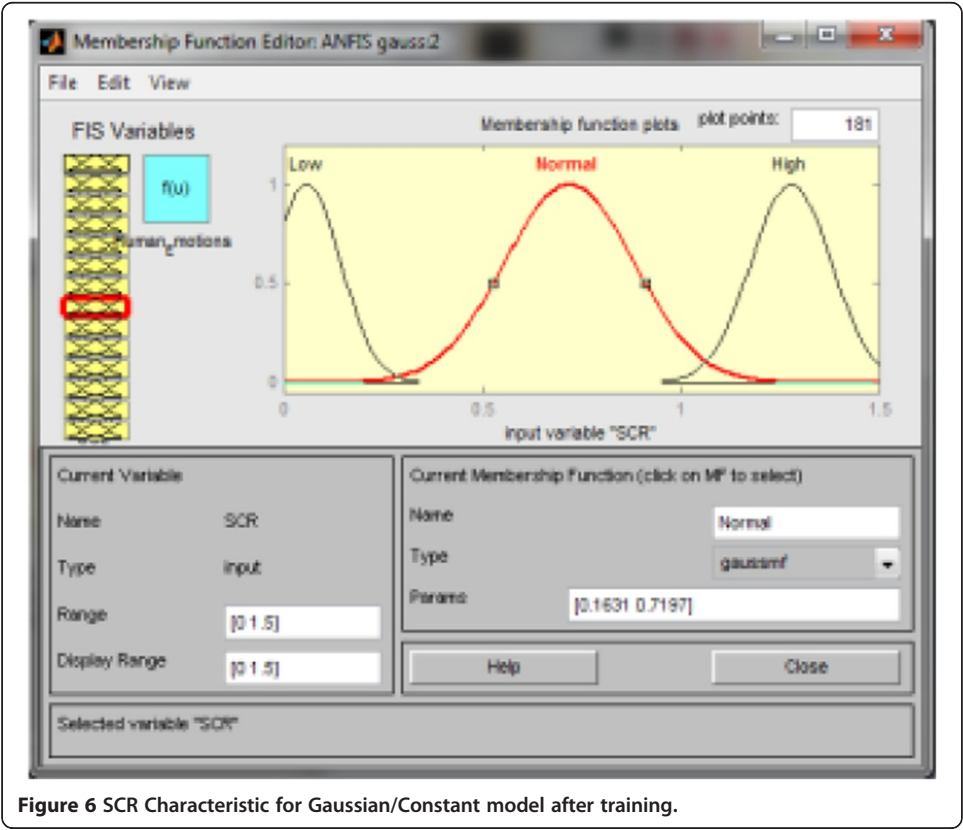 Membership Function Editor: ANFIS gauss:2
File Edit View
FIS Variables
f(u)
Membership function plots
plot points:
181
Low
Normal
High
1
0.5
0
0
0.5
1
1.5
input variable "SCR"
Current Variable
Name SCR
Type input
Range [0 1.5]
Display Range [0 1.5]
Current Membership Function (click on MF to select)
Name Normal
Type gaussmf
Params [0.1631 0.7197]
Help
Close
Selected variable "SCR"
Figure 6 SCR Characteristic for Gaussian/Constant model after training.